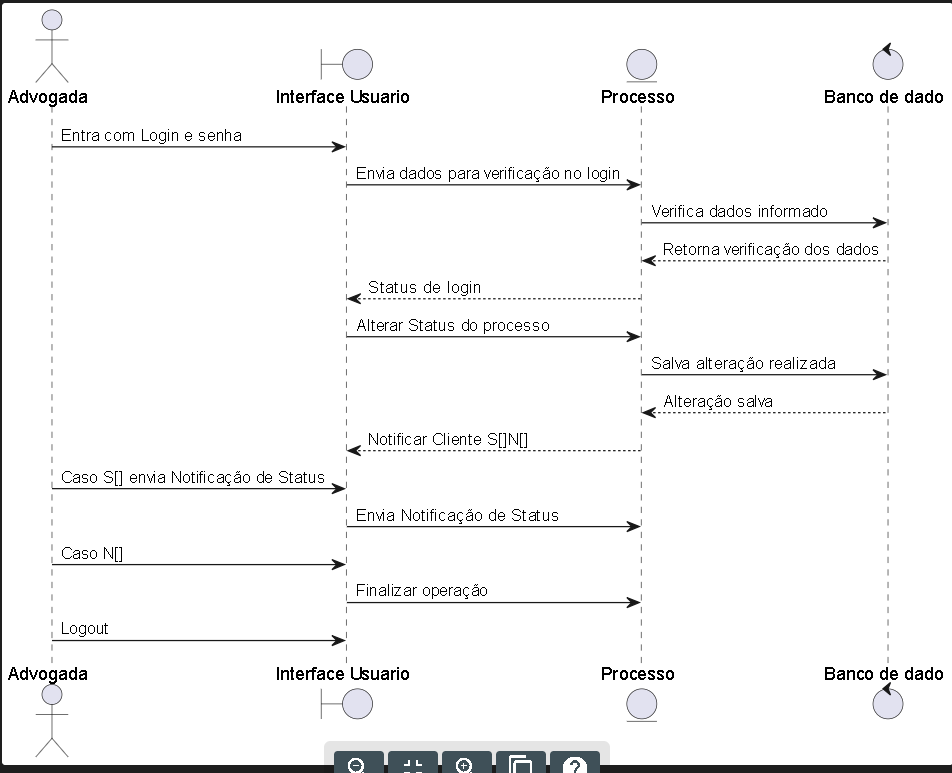 Advogada
Interface Usuario
Processo
Banco de dado
Entra com Login e senha
Envia dados para verificação no login
Verifica dados informado
Retorna verificação dos dados
Status de login
Alterar Status do processo
Salva alteração realizada
Alteração salva
Notificar Cliente S[]N[]
Caso S[] envia Notificação de Status
Envia Notificação de Status
Caso N[]
Finalizar operação
Logout
Advogada
Interface Usuario
Processo
Banco de dado